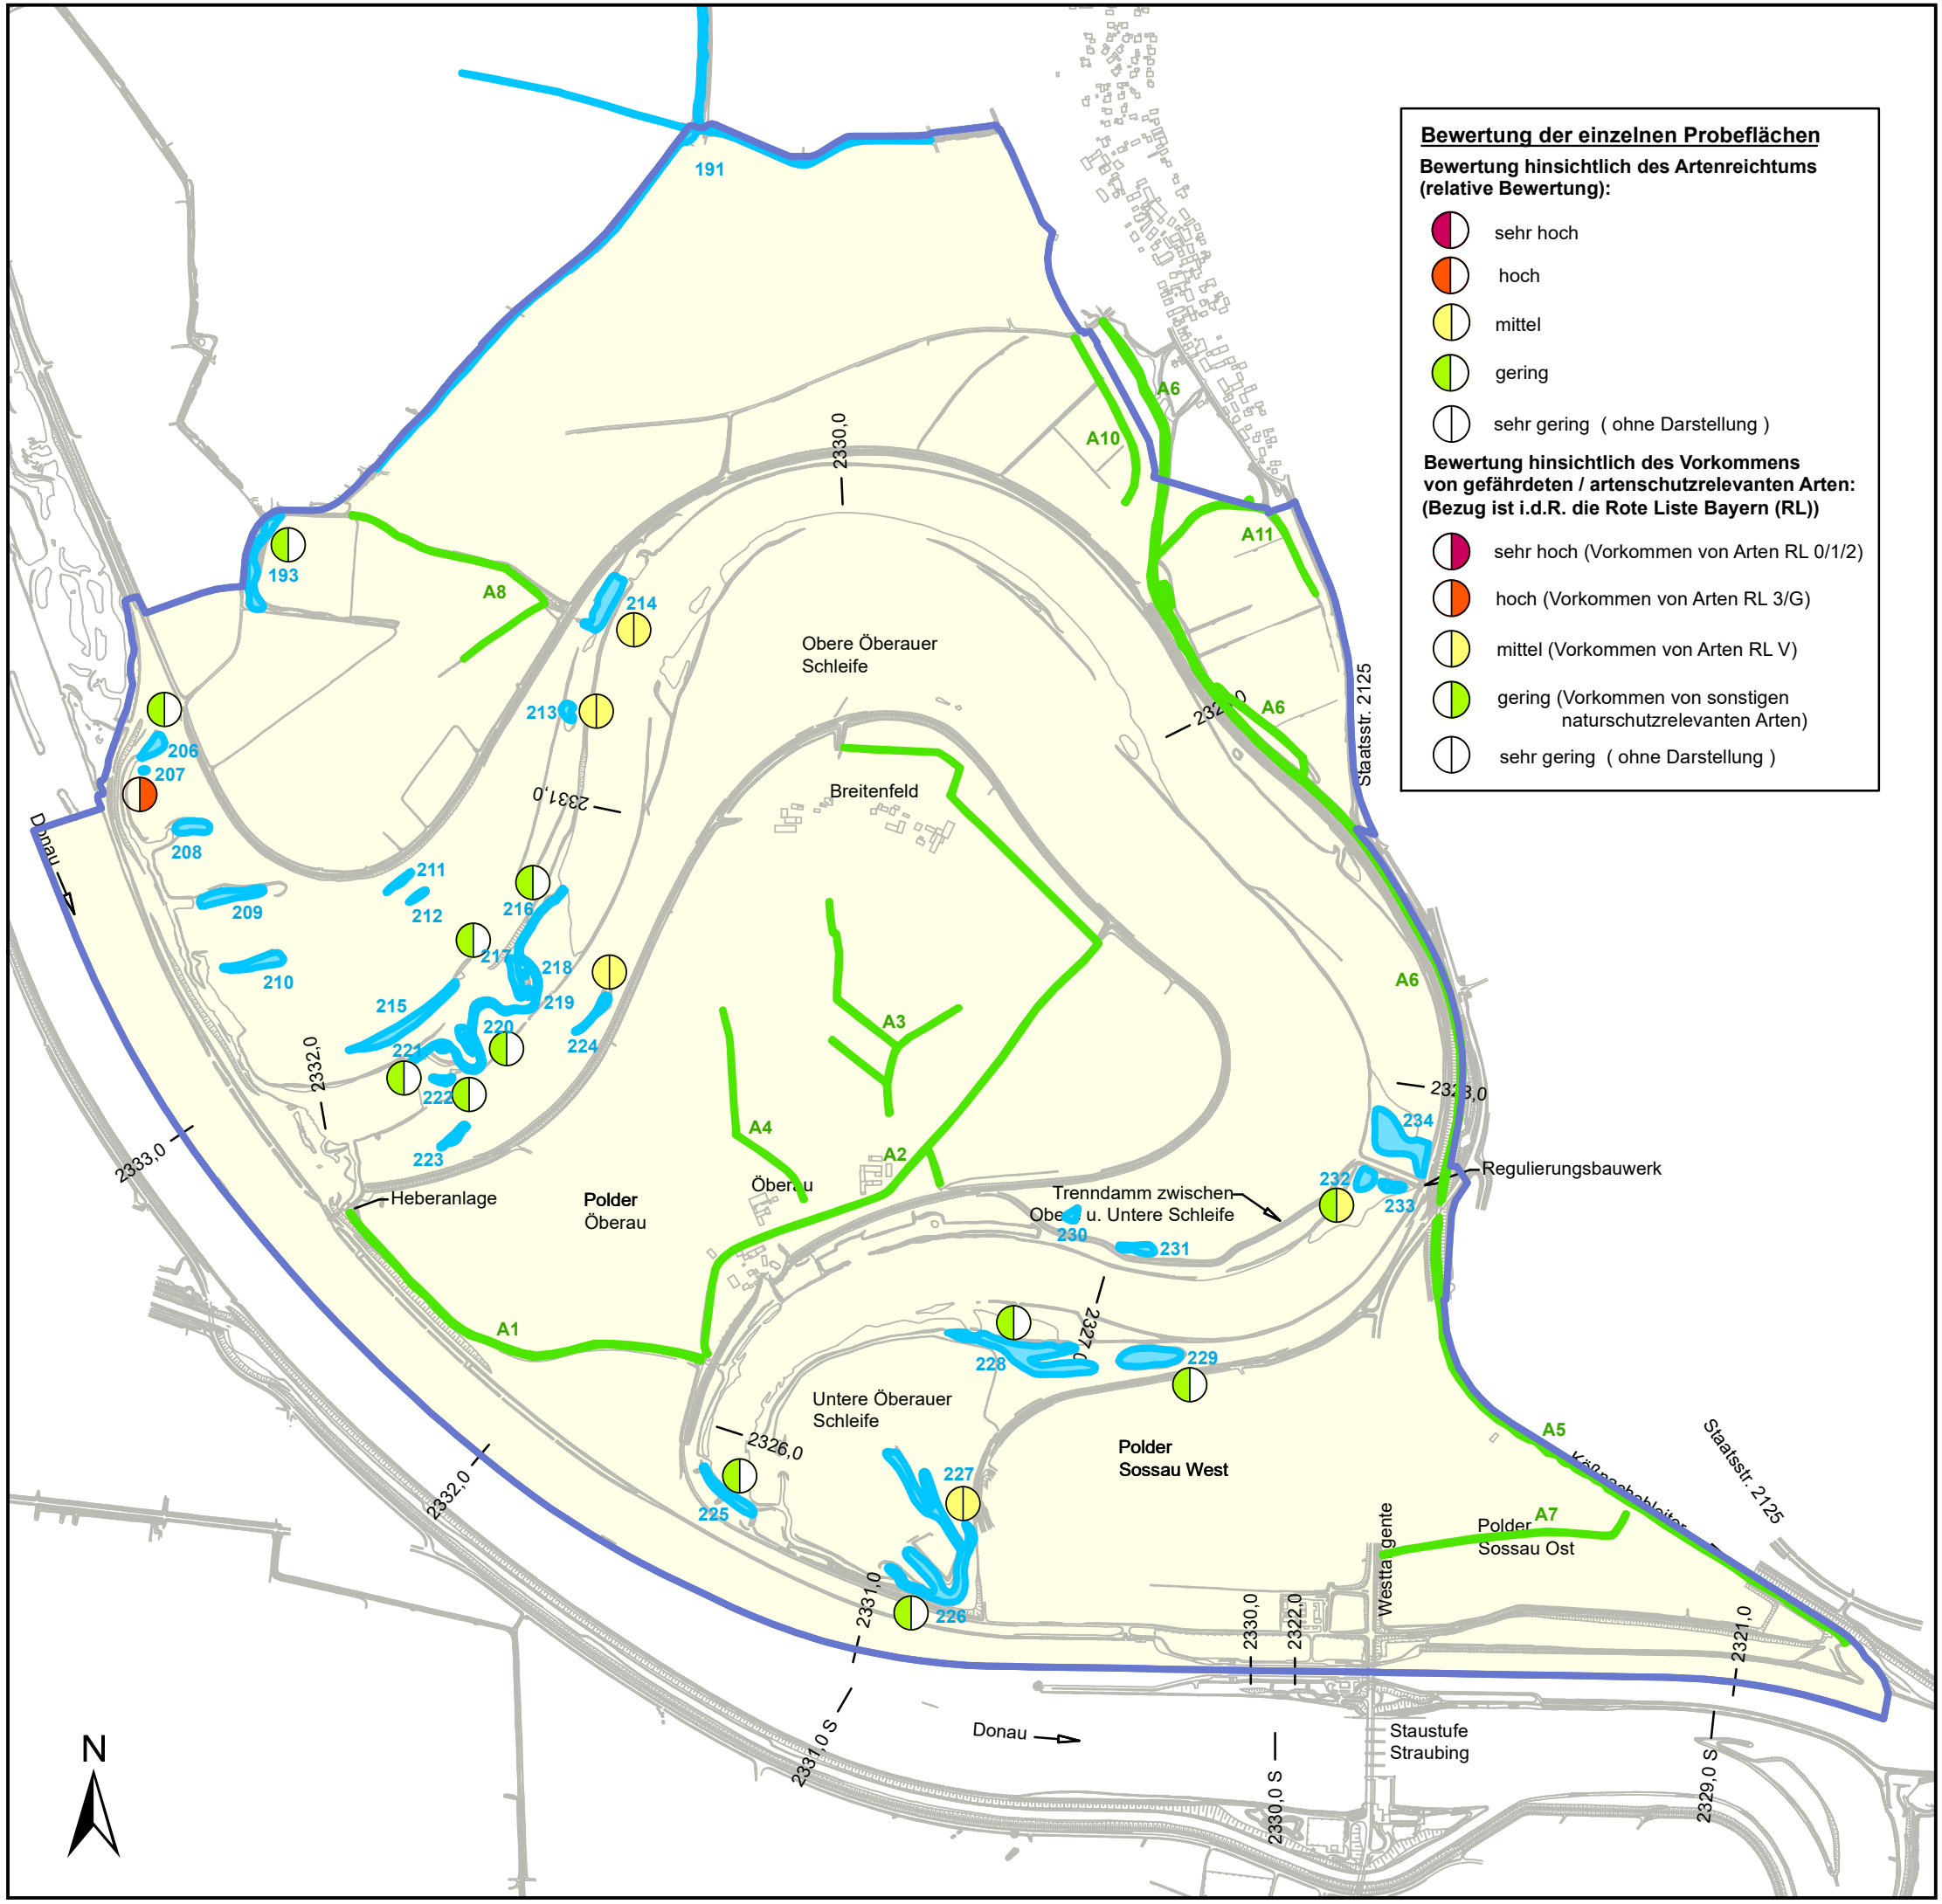 Bewertung der einzelnen Probeflächen
Bewertung hinsichtlich des Artenreichtums
(relative Bewertung):
sehr hoch
hoch
mittel
gering
sehr gering ( ohne Darstellung )
Bewertung hinsichtlich des Vorkommens
von gefährdeten / artenschutzrelevanten Arten:
(Bezug ist i.d.R. die Rote Liste Bayern (RL))
sehr hoch (Vorkommen von Arten RL 0/1/2)
hoch (Vorkommen von Arten RL 3/G)
mittel (Vorkommen von Arten RL V)
gering (Vorkommen von sonstigen
naturschutzrelevanten Arten)
sehr gering ( ohne Darstellung )
191
A6
A10
2330,0
A11
193
A8
214
Obere Öberauer
Schleife
Staatsstr. 2125
213
A6
206
207
2331,0
Breitenfeld
Donau
208
211
212
209
216
217
218
210
215
219
A6
A3
220
224
221
2332,0
222
2328,0
234
A4
223
A2
2333,0
Regulierungsbauwerk
Heberanlage
Öberau
Polder
Öberau
Trenndamm zwischen
Obere u. Untere Schleife
232
233
230
231
A1
2327,0
228
229
Untere Öberauer
Schleife
2326,0
Polder
Sossau West
A5
Staatsstr. 2125
227
2332,0
225
A7
Polder
Sossau Ost
Westtangente
2331,0
226
2330,0
2322,0
2321,0
N
Donau
2331,0 S
Staustufe
Straubing
2330,0 S
2329,0 S